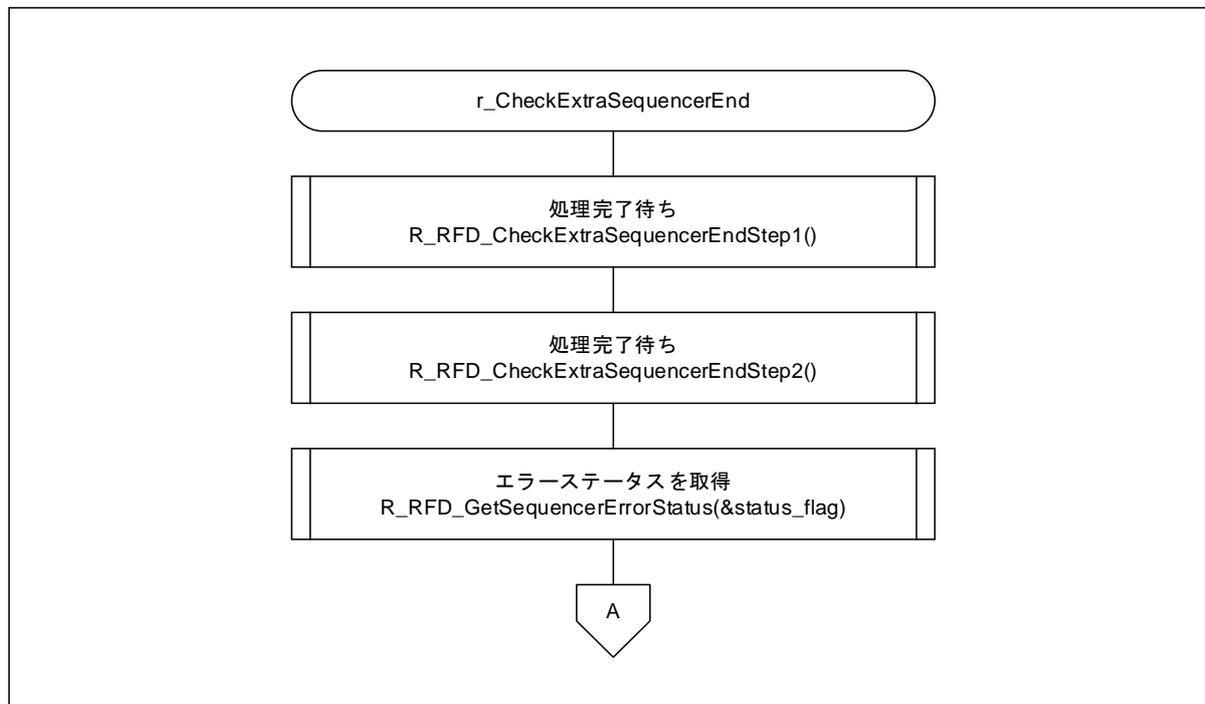 r_CheckExtraSequencerEnd
処理完了待ち
R_RFD_CheckExtraSequencerEndStep1()
処理完了待ち
R_RFD_CheckExtraSequencerEndStep2()
エラーステータスを取得
R_RFD_GetSequencerErrorStatus(&status_flag)
A